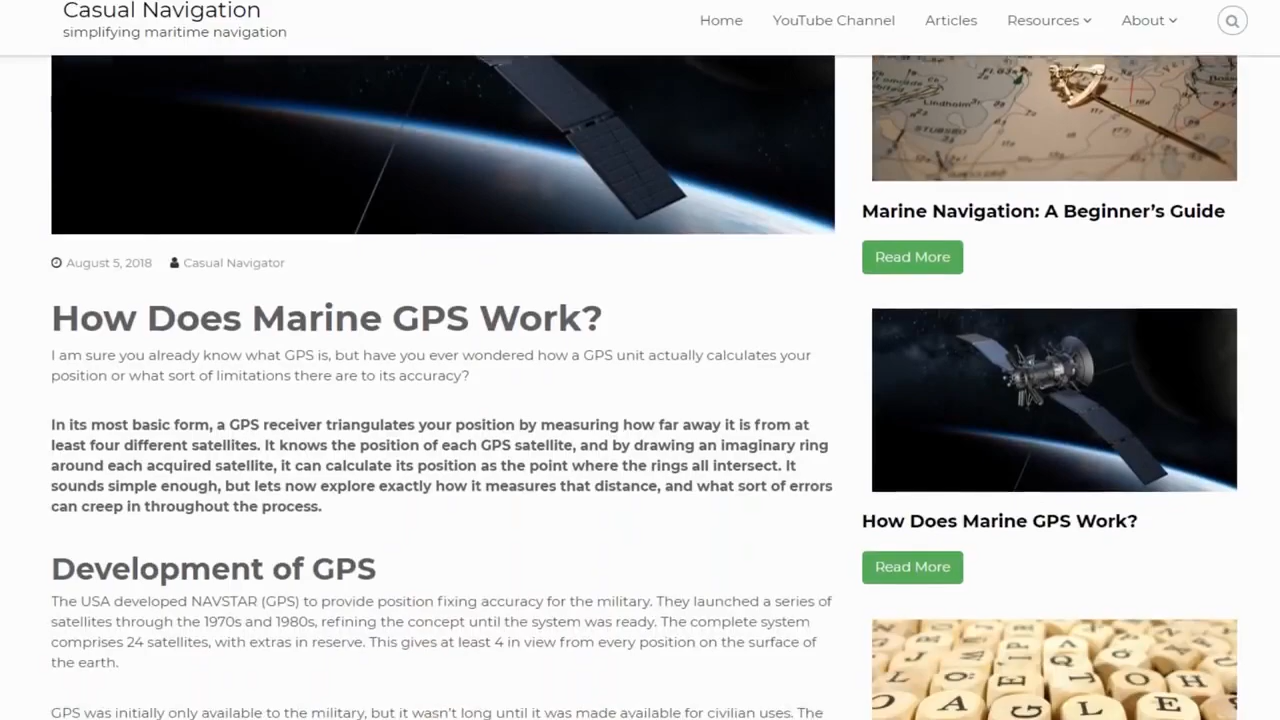 Casual Navigation
simplifying maritime navigation
Home
YouTube Channel
Articles
Resources
About
Lindholm
Marine Navigation: A Beginner’s Guide
Read More
August 5, 2018
Casual Navigator
How Does Marine GPS Work?
I am sure you already know what GPS is, but have you ever wondered how a GPS unit actually calculates your
position or what sort of limitations there are to its accuracy?
In its most basic form, a GPS receiver triangulates your position by measuring how far away it is from at
least four different satellites. It knows the position of each GPS satellite, and by drawing an imaginary ring
around each acquired satellite, it can calculate its position as the point where the rings all intersect. It
sounds simple enough, but lets now explore exactly how it measures that distance, and what sort of errors
can creep in throughout the process.
How Does Marine GPS Work?
Read More
Development of GPS
The USA developed NAVSTAR (GPS) to provide position fixing accuracy for the military. They launched a series of
satellites through the 1970s and 1980s, refining the concept until the system was ready. The complete system
comprises 24 satellites, with extras in reserve. This gives at least 4 in view from every position on the surface of
the earth.
GPS was initially only available to the military, but it wasn’t long until it was made available for civilian uses. The